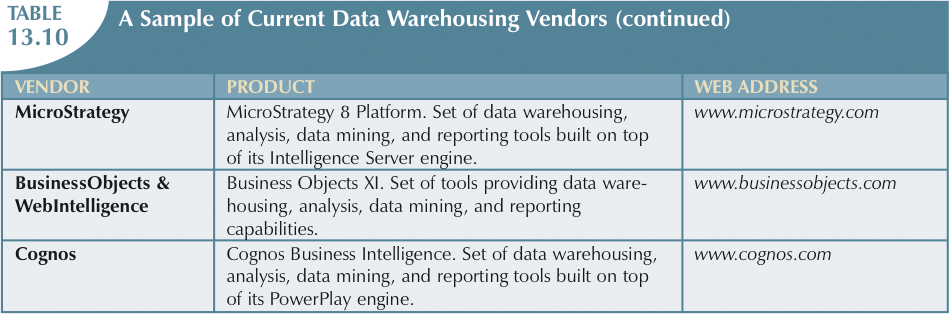 TABLE
13.10
A Sample of Current Data Warehousing Vendors (continued)
VENDOR PRODUCT WEB ADDRESS
MicroStrategy MicroStrategy 8 Platform. Set of data warehousing, www.microstrategy.com
analysis, data mining, and reporting tools built on top
of its Intelligence Server engine.
BusinessObjects & Business Objects XI. Set of tools providing data ware- www.businessobjects.com
WebIntelligence housing, analysis, data mining, and reporting
capabilities.
Cognos Cognos Business Intelligence. Set of data warehousing, www.cognos.com
analysis, data mining, and reporting tools built on top
of its PowerPlay engine.